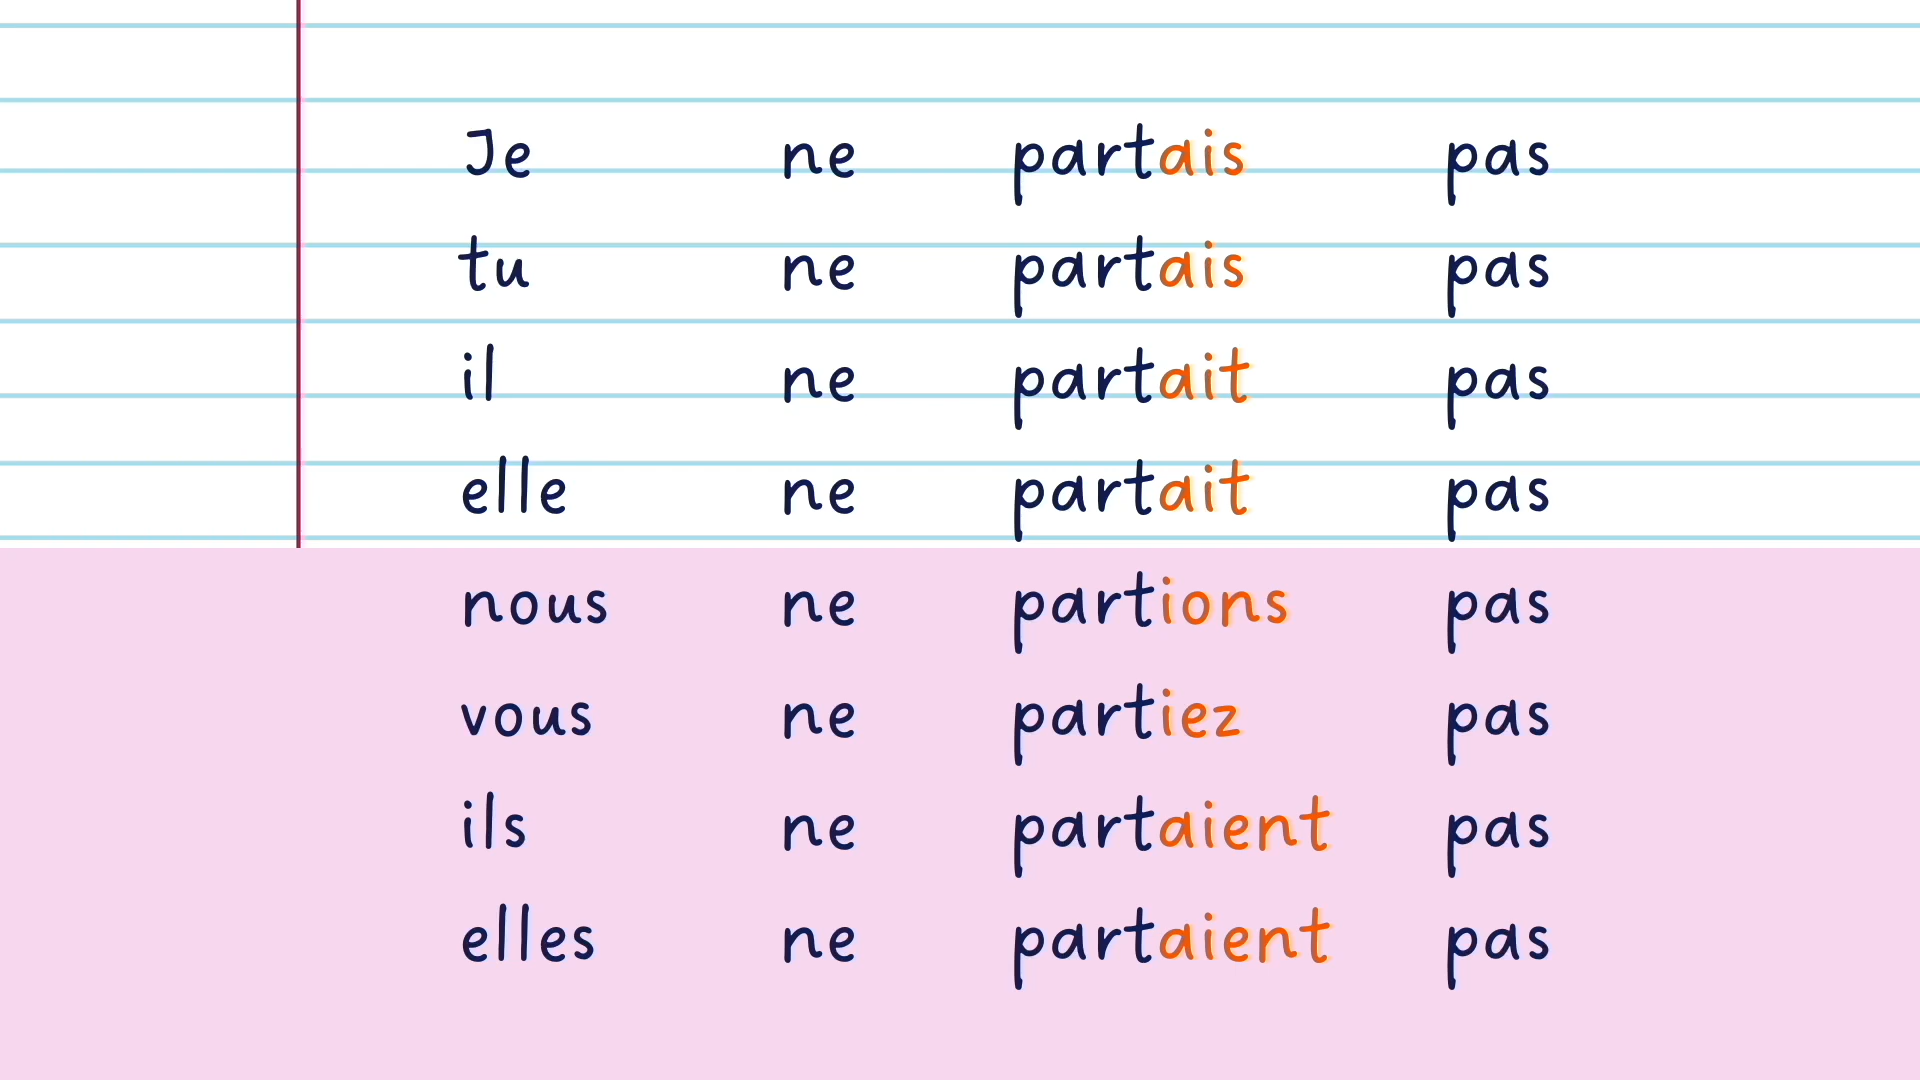 Je ne partais pas
tu ne partais pas
il ne partait pas
elle ne partait pas
nous ne partions pas
vous ne partiez pas
ils ne partaient pas
elles ne partaient pas